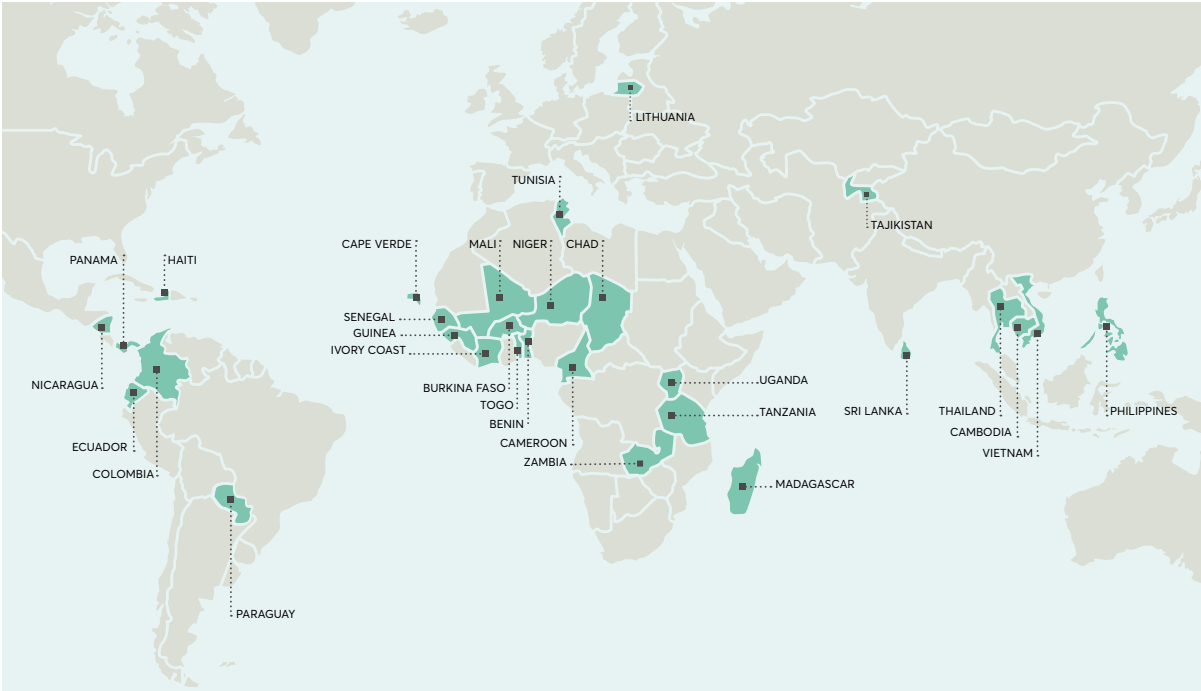 LITHUANIA
TUNISIA
TAJIKISTAN
CAPE VERDE
MALI
NIGER
CHAD
PANAMA
HAITI
SENEGAL
GUINEA
IVORY COAST
NICARAGUA
BURKINA FASO
UGANDA
TOGO
TANZANIA
SRI LANKA
THAILAND
PHILIPPINES
BENIN
CAMBODIA
ECUADOR
CAMEROON
VIETNAM
ZAMBIA
COLOMBIA
MADAGASCAR
PARAGUAY